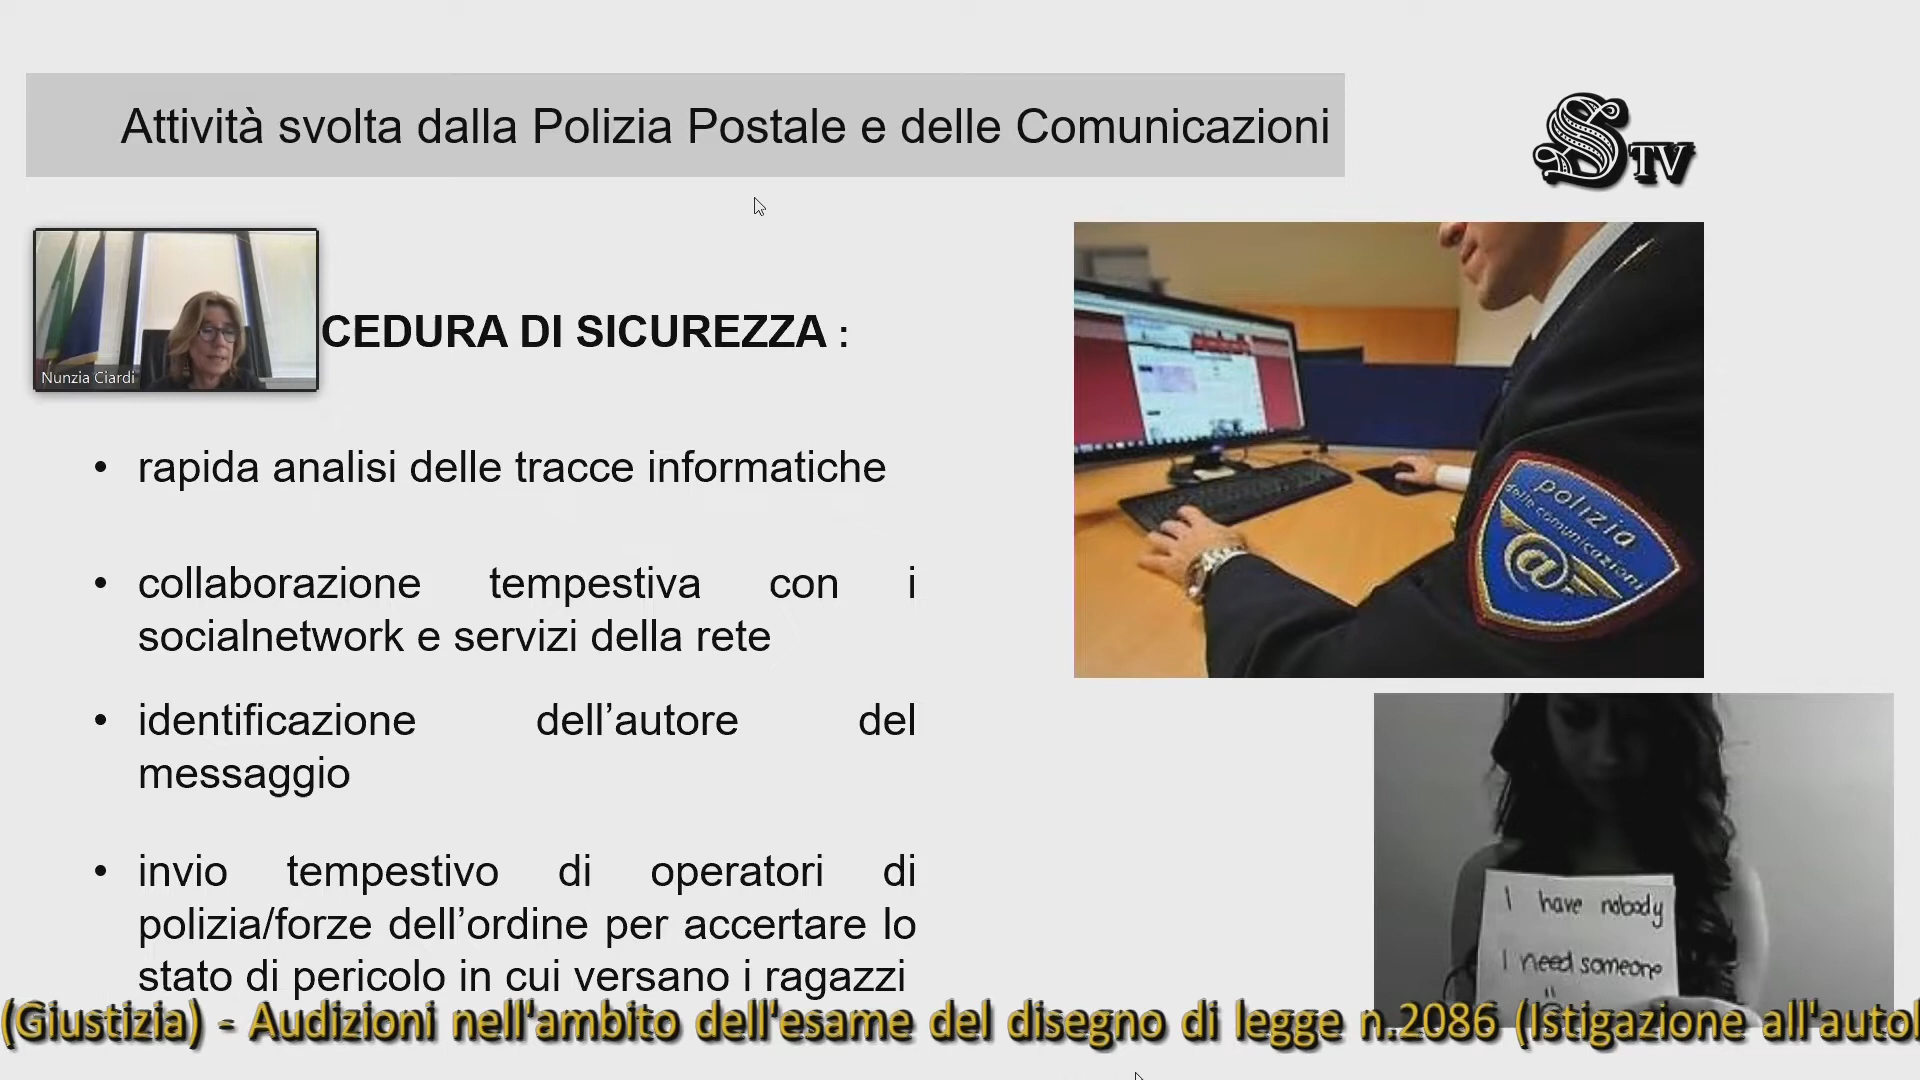 Attività svolta dalla Polizia Postale e delle Comunicazioni
S TV
Nunzia Ciardi
CEDURA DI SICUREZZA :
• rapida analisi delle tracce informatiche
• collaborazione tempestiva con i
socialnetwork e servizi della rete
• identificazione dell’autore del
messaggio
• invio tempestivo di operatori di
polizia/forze dell’ordine per accertare lo
stato di pericolo in cui versano i ragazzi
polizia
delle comunicazioni
@
I have nobody
I need someone
(Giustizia) - Audizioni nell'ambito dell'esame del disegno di legge n.2086 (Istigazione all'autol